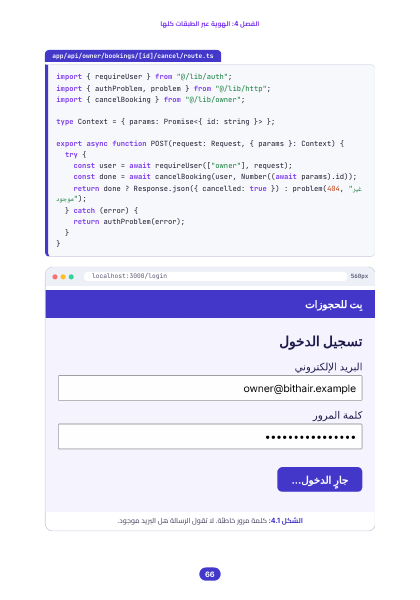 الفصل 4: الهوية عبر الطبقات كلها
app/api/owner/bookings/[id]/cancel/route.ts
import { requireUser } from "@/lib/auth";
import { authProblem, problem } from "@/lib/http";
import { cancelBooking } from "@/lib/owner";
type Context = { params: Promise<{ id: string }> };
export async function POST(request: Request, { params }: Context) {
try {
const user = await requireUser(["owner"], request);
const done = await cancelBooking(user, Number((await params).id));
return done ? Response.json({ cancelled: true }) : problem(404, "غير
موجود");
} catch (error) {
return authProblem(error);
}
}
localhost:3000/login
560px
بِت للحجوزات
تسجيل الدخول
البريد الإلكتروني
owner@bithair.example
كلمة المرور
••••••••••••••••
جارٍ الدخول...
الشكل 4.1: كلمة مرور خاطئة. لا تقول الرسالة هل البريد موجود.
66